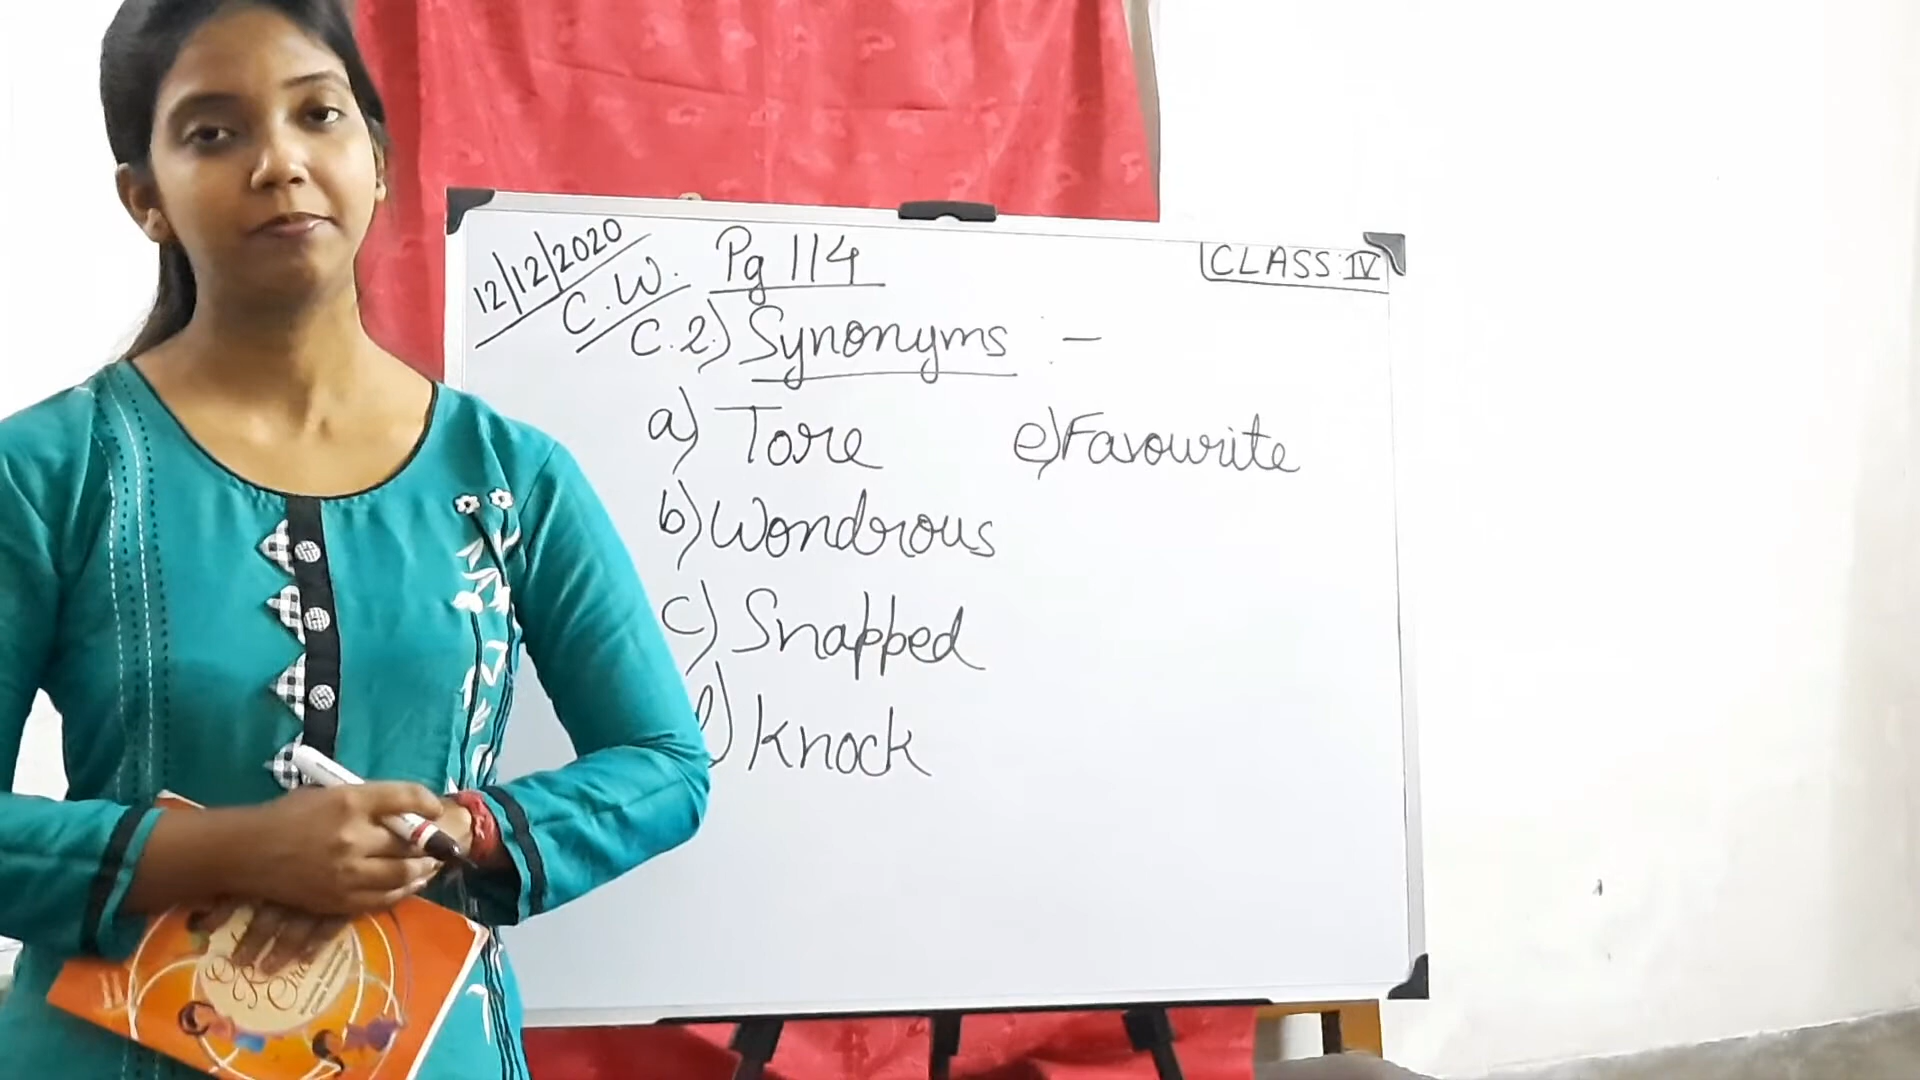 12/12/2020
C.W.
Pg 114
CLASS: IV
C.2.) Synonyms :-
a) Tore
e) Favourite
b) Wondrous
c) Snapped
) Knock